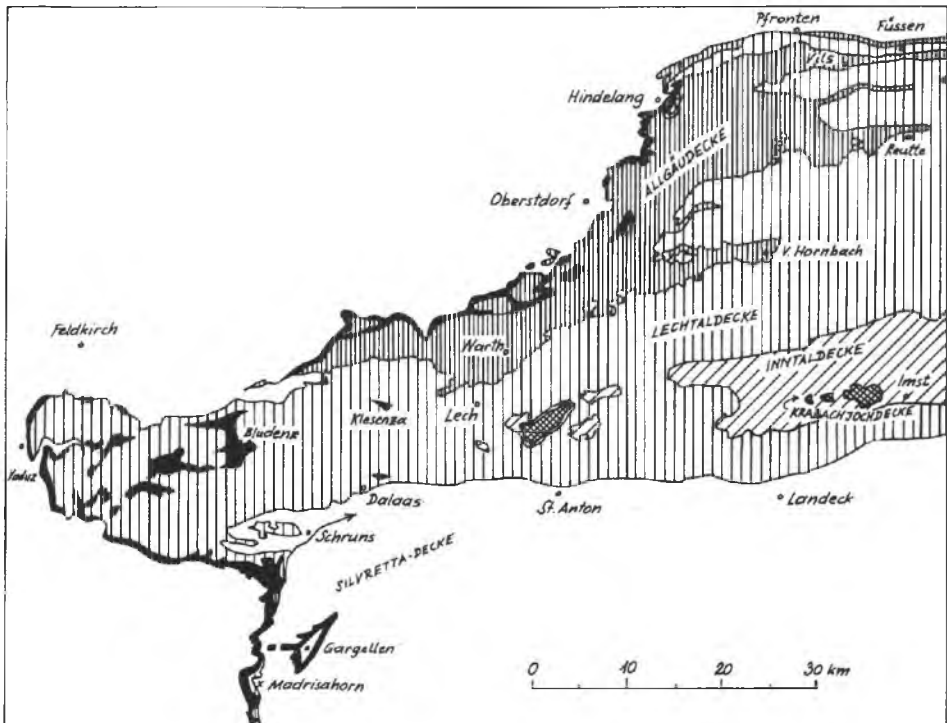 Pfronten
Füssen
Vils
Hindelang
Reutte
ALLGÄUDECKE
Oberstdorf
V. Hornbach
Feldkirch
LECHTALDECKE
Warth
INNTALDECKE
Imst
KRABACHJOCHDECKE
Lech
Klesenza
Bludenz
Vaduz
Dalaas
St. Anton
Landeck
Schruns
SILVRETTA-DECKE
Gargellen
Madrisahorn
0 10 20 30 km